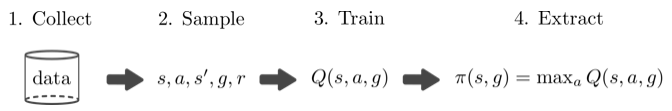 1. Collect 2. Sample 3. Train 4. Extract
data s, a, s′, g, r Q(s, a, g) π(s, g) = maxₐ Q(s, a, g)